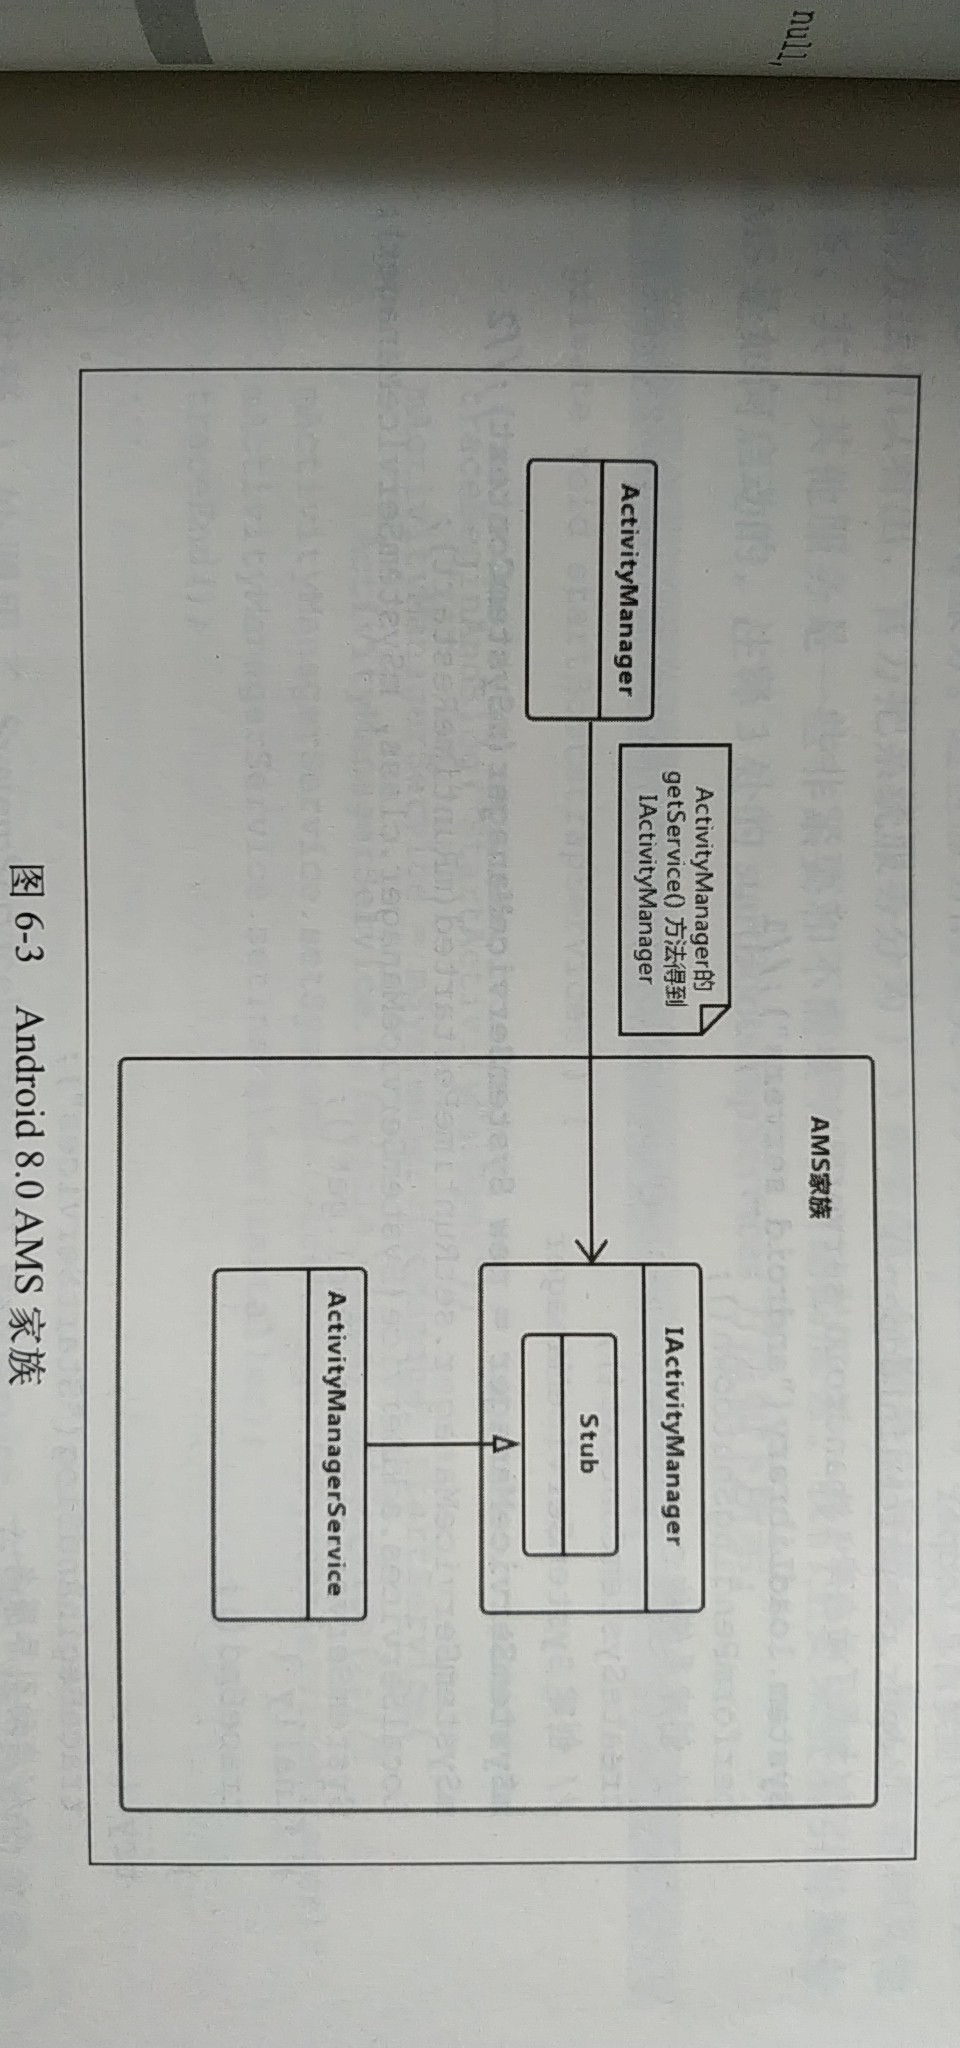 null,
ActivityManager
ActivityManager的
getService() 方法得到
IActivityManager
AMS家族
IActivityManager
Stub
ActivityManagerService
图 6-3 Android 8.0 AMS 家族